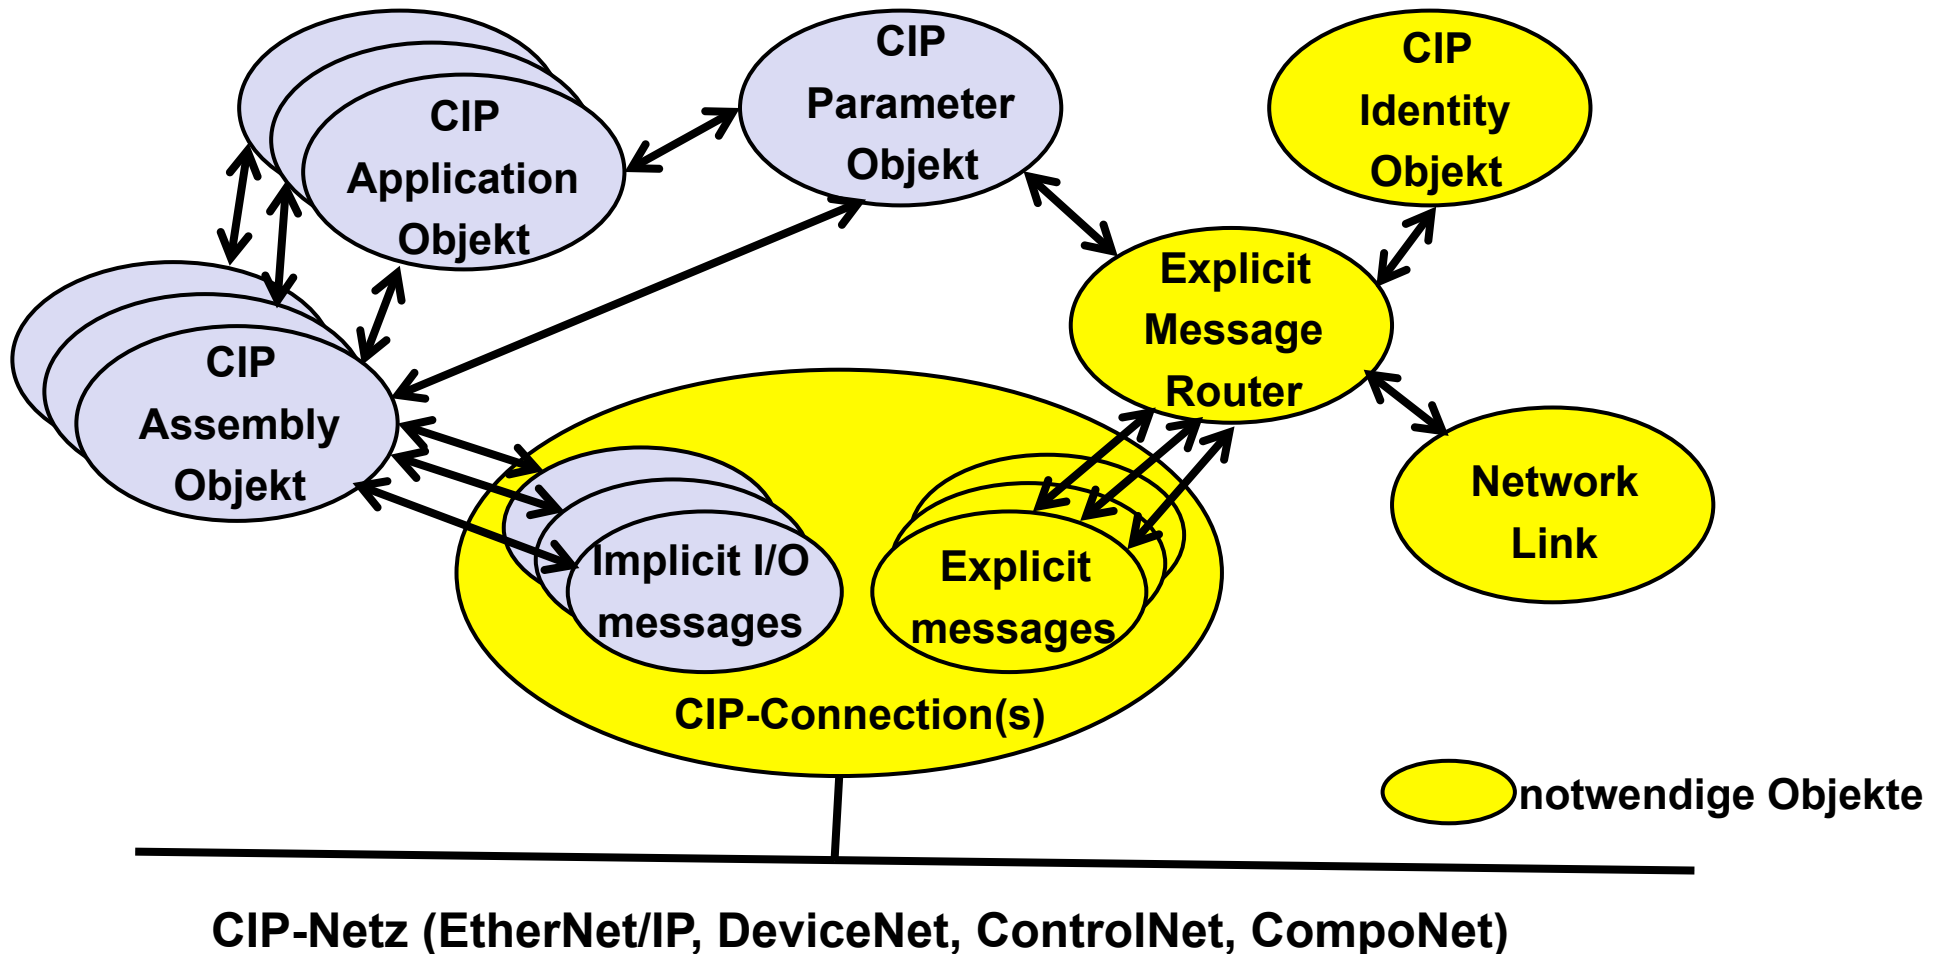 CIP
Application
Objekt
CIP
Parameter
Objekt
CIP
Identity
Objekt
Explicit
Message
Router
CIP
Assembly
Objekt
Network
Link
Implicit I/O
messages
Explicit
messages
CIP-Connection(s)
notwendige Objekte
CIP-Netz (EtherNet/IP, DeviceNet, ControlNet, CompoNet)